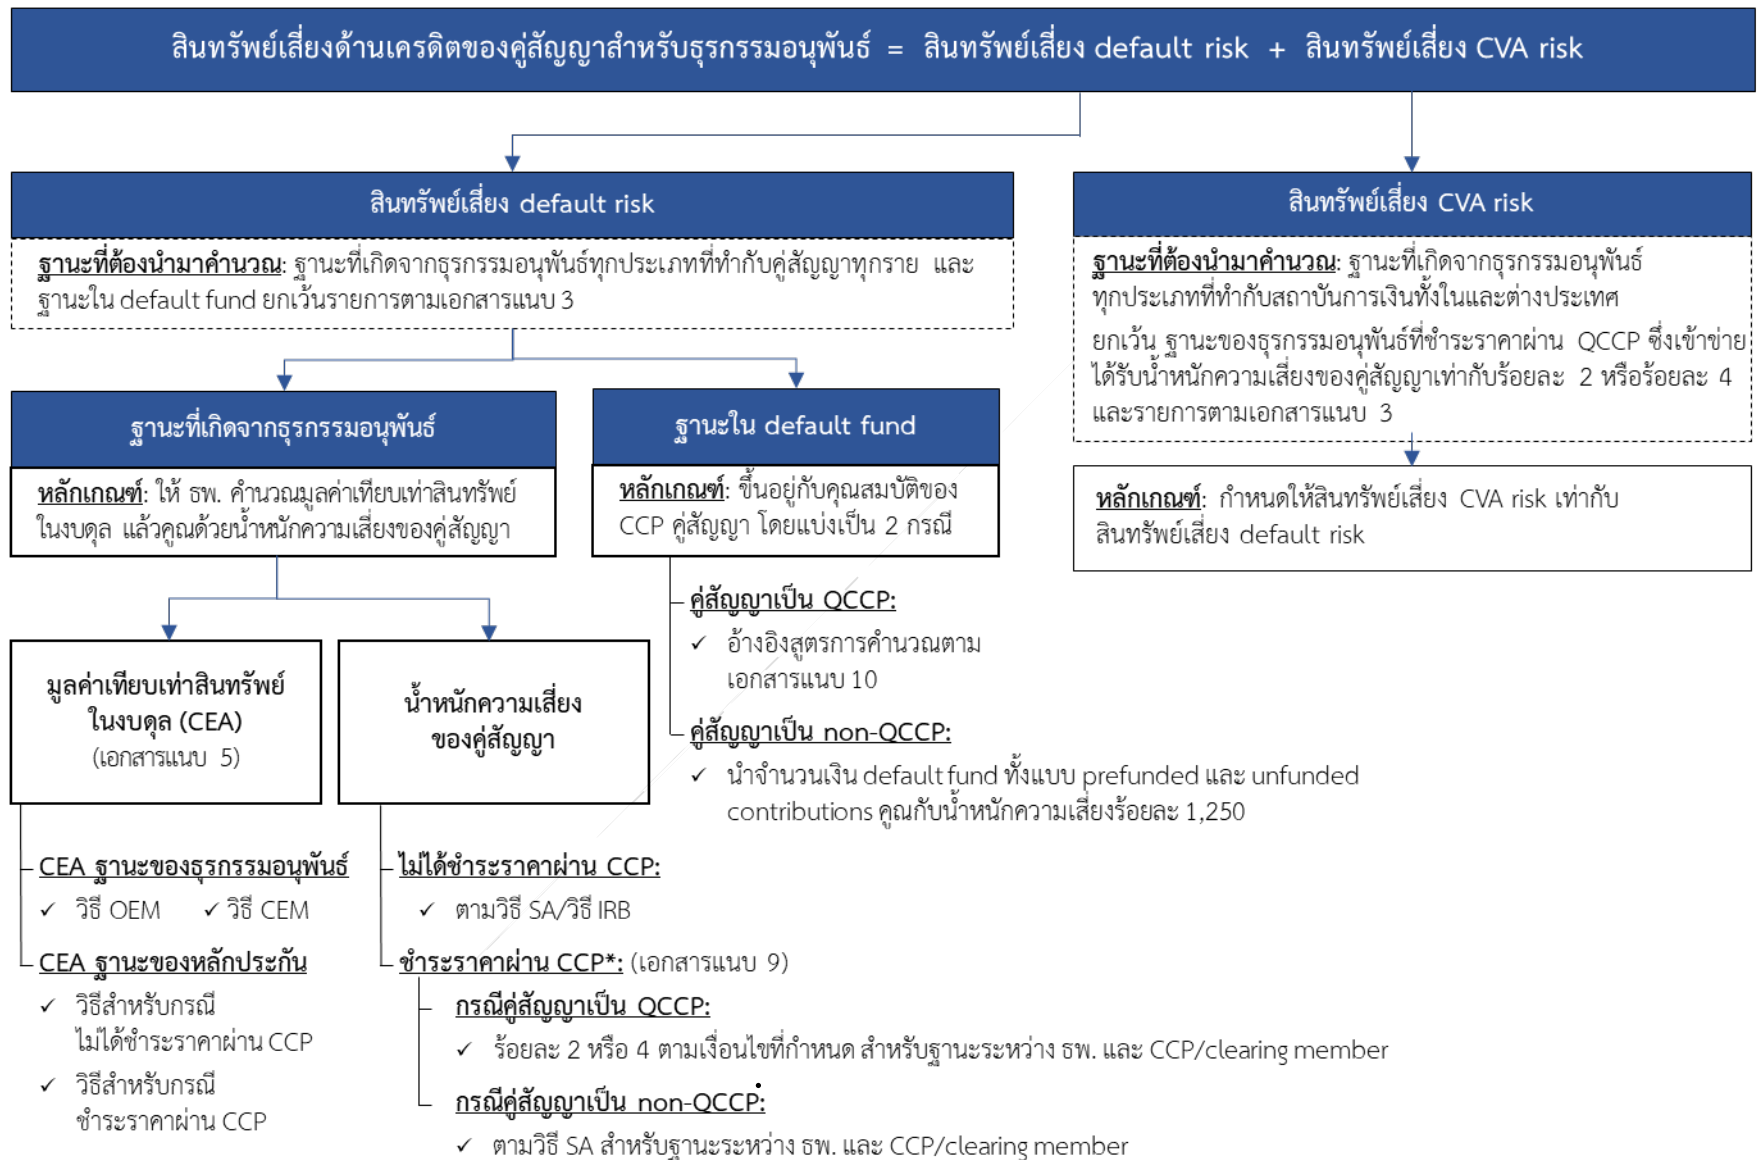 สินทรัพย์เสี่ยงด้านเครดิตของคู่สัญญาสำหรับธุรกรรมอนุพันธ์ = สินทรัพย์เสี่ยง default risk + สินทรัพย์เสี่ยง CVA risk
สินทรัพย์เสี่ยง default risk
ฐานะที่ต้องนำมาคำนวณ: ฐานะที่เกิดจากธุรกรรมอนุพันธ์ทุกประเภทที่ทำกับคู่สัญญาทุกราย และ
ฐานะใน default fund ยกเว้นรายการตามเอกสารแนบ 3
สินทรัพย์เสี่ยง CVA risk
ฐานะที่ต้องนำมาคำนวณ: ฐานะที่เกิดจากธุรกรรมอนุพันธ์
ทุกประเภทที่ทำกับสถาบันการเงินทั้งในและต่างประเทศ
ยกเว้น ฐานะของธุรกรรมอนุพันธ์ที่ชำระราคาผ่าน QCCP ซึ่งเข้าข่าย
ได้รับน้ำหนักความเสี่ยงของคู่สัญญาเท่ากับร้อยละ 2 หรือร้อยละ 4
และรายการตามเอกสารแนบ 3
หลักเกณฑ์: กำหนดให้สินทรัพย์เสี่ยง CVA risk เท่ากับ
สินทรัพย์เสี่ยง default risk
ฐานะที่เกิดจากธุรกรรมอนุพันธ์
หลักเกณฑ์: ให้ ธพ. คำนวณมูลค่าเทียบเท่าสินทรัพย์
ในงบดุล แล้วคูณด้วยน้ำหนักความเสี่ยงของคู่สัญญา
ฐานะใน default fund
หลักเกณฑ์: ขึ้นอยู่กับคุณสมบัติของ
CCP คู่สัญญา โดยแบ่งเป็น 2 กรณี
คู่สัญญาเป็น QCCP:
✓ อ้างอิงสูตรการคำนวณตาม
เอกสารแนบ 10
คู่สัญญาเป็น non-QCCP:
✓ นำจำนวนเงิน default fund ทั้งแบบ prefunded และ unfunded
contributions คูณกับน้ำหนักความเสี่ยงร้อยละ 1,250
มูลค่าเทียบเท่าสินทรัพย์
ในงบดุล (CEA)
(เอกสารแนบ 5)
CEA ฐานะของธุรกรรมอนุพันธ์
✓ วิธี OEM ✓ วิธี CEM
CEA ฐานะของหลักประกัน
✓ วิธีสำหรับกรณี
ไม่ได้ชำระราคาผ่าน CCP
✓ วิธีสำหรับกรณี
ชำระราคาผ่าน CCP
น้ำหนักความเสี่ยง
ของคู่สัญญา
ไม่ได้ชำระราคาผ่าน CCP:
✓ ตามวิธี SA/วิธี IRB
ชำระราคาผ่าน CCP*: (เอกสารแนบ 9)
กรณีคู่สัญญาเป็น QCCP:
✓ ร้อยละ 2 หรือ 4 ตามเงื่อนไขที่กำหนด สำหรับฐานะระหว่าง ธพ. และ CCP/clearing member
กรณีคู่สัญญาเป็น non-QCCP:
✓ ตามวิธี SA สำหรับฐานะระหว่าง ธพ. และ CCP/clearing member